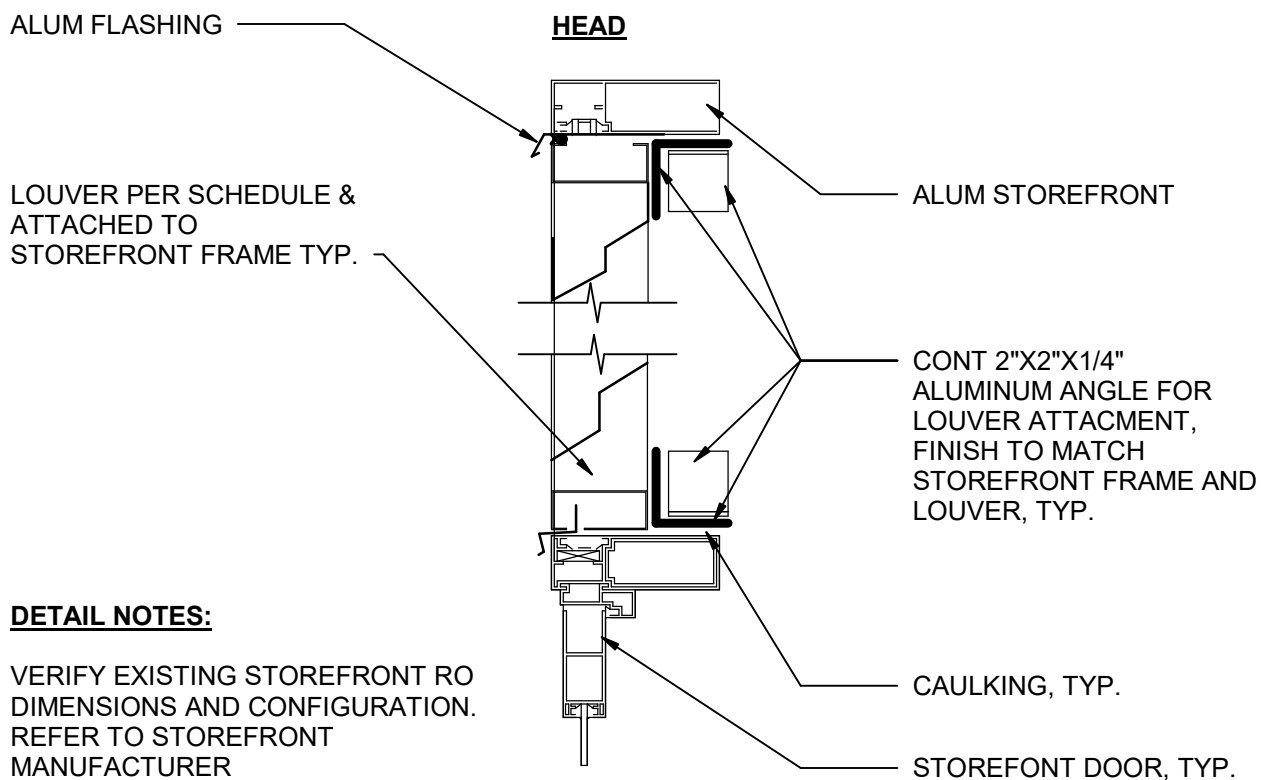 ALUM FLASHING
HEAD
LOUVER PER SCHEDULE &
ATTACHED TO
STOREFRONT FRAME TYP.
ALUM STOREFRONT
CONT 2"X2"X1/4"
ALUMINUM ANGLE FOR
LOUVER ATTACMENT,
FINISH TO MATCH
STOREFRONT FRAME AND
LOUVER, TYP.
DETAIL NOTES:
VERIFY EXISTING STOREFRONT RO
DIMENSIONS AND CONFIGURATION.
REFER TO STOREFRONT
MANUFACTURER
CAULKING, TYP.
STOREFONT DOOR, TYP.